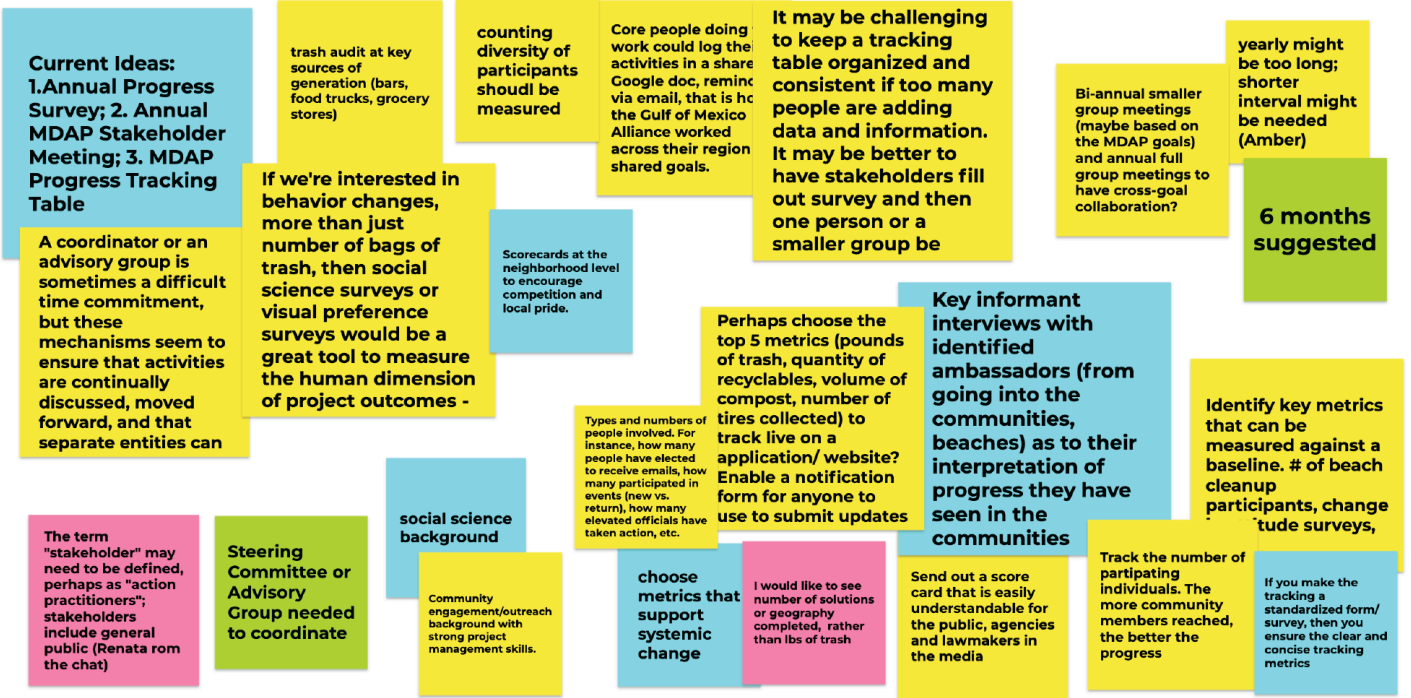 Current Ideas:
1.Annual Progress
Survey; 2. Annual
MDAP Stakeholder
Meeting; 3. MDAP
Progress Tracking
Table
trash audit at key
sources of
generation (bars,
food trucks, grocery
stores)
counting
diversity of
participants
shoudl be
measured
Core people doing
work could log
activities in a
Google doc,
via email, that is
the Gulf of Mexico
Alliance worked
across their region
shared goals.
It may be challenging
to keep a tracking
table organized and
consistent if too many
people are adding
data and information.
It may be better to
have stakeholders fill
out survey and then
one person or a
smaller group be
Bi-annual smaller
group meetings
(maybe based on
the MDAP goals)
and annual full
group meetings to
have cross-goal
collaboration?
yearly might
be too long;
shorter
interval might
be needed
(Amber)
6 months
suggested
A coordinator or an
advisory group is
sometimes a difficult
time commitment,
but these
mechanisms seem to
ensure that activities
are continually
discussed, moved
forward, and that
separate entities can
If we're interested in
behavior changes,
more than just
number of bags of
trash, then social
science surveys or
visual preference
surveys would be a
great tool to measure
the human dimension
of project outcomes -
Scorecards at the
neighborhood level
to encourage
competition and
local pride.
Types and numbers of
people involved. For
instance, how many
people have elected
to receive emails, how
many participated in
events (new vs.
return), how many
elevated officials have
taken action, etc.
Perhaps choose the
top 5 metrics (pounds
of trash, quantity of
recyclables, volume of
compost, number of
tires collected) to
track live on a
application/ website?
Enable a notification
form for anyone to
use to submit updates
Key informant
interviews with
identified
ambassadors (from
going into the
communities,
beaches) as to their
interpretation of
progress they have
seen in the
communities
Identify key metrics
that can be
measured against a
baseline. # of beach
cleanup
participants, change
surveys,
The term
"stakeholder" may
need to be defined,
perhaps as "action
practitioners";
stakeholders
include general
public (Renata rom
the chat)
Steering
Committee or
Advisory
Group needed
to coordinate
social science
background
Community
engagement/outreach
background with
strong project
management skills.
choose
metrics that
support
systemic
change
I would like to see
number of solutions
or geography
completed, rather
than lbs of trash
Send out a score
card that is easily
understandable for
the public, agencies
and lawmakers in
the media
Track the number of
partipating
individuals. The
more community
members reached,
the better the
progress
If you make the
tracking a
standardized form/
survey, then you
ensure the clear and
concise tracking
metrics